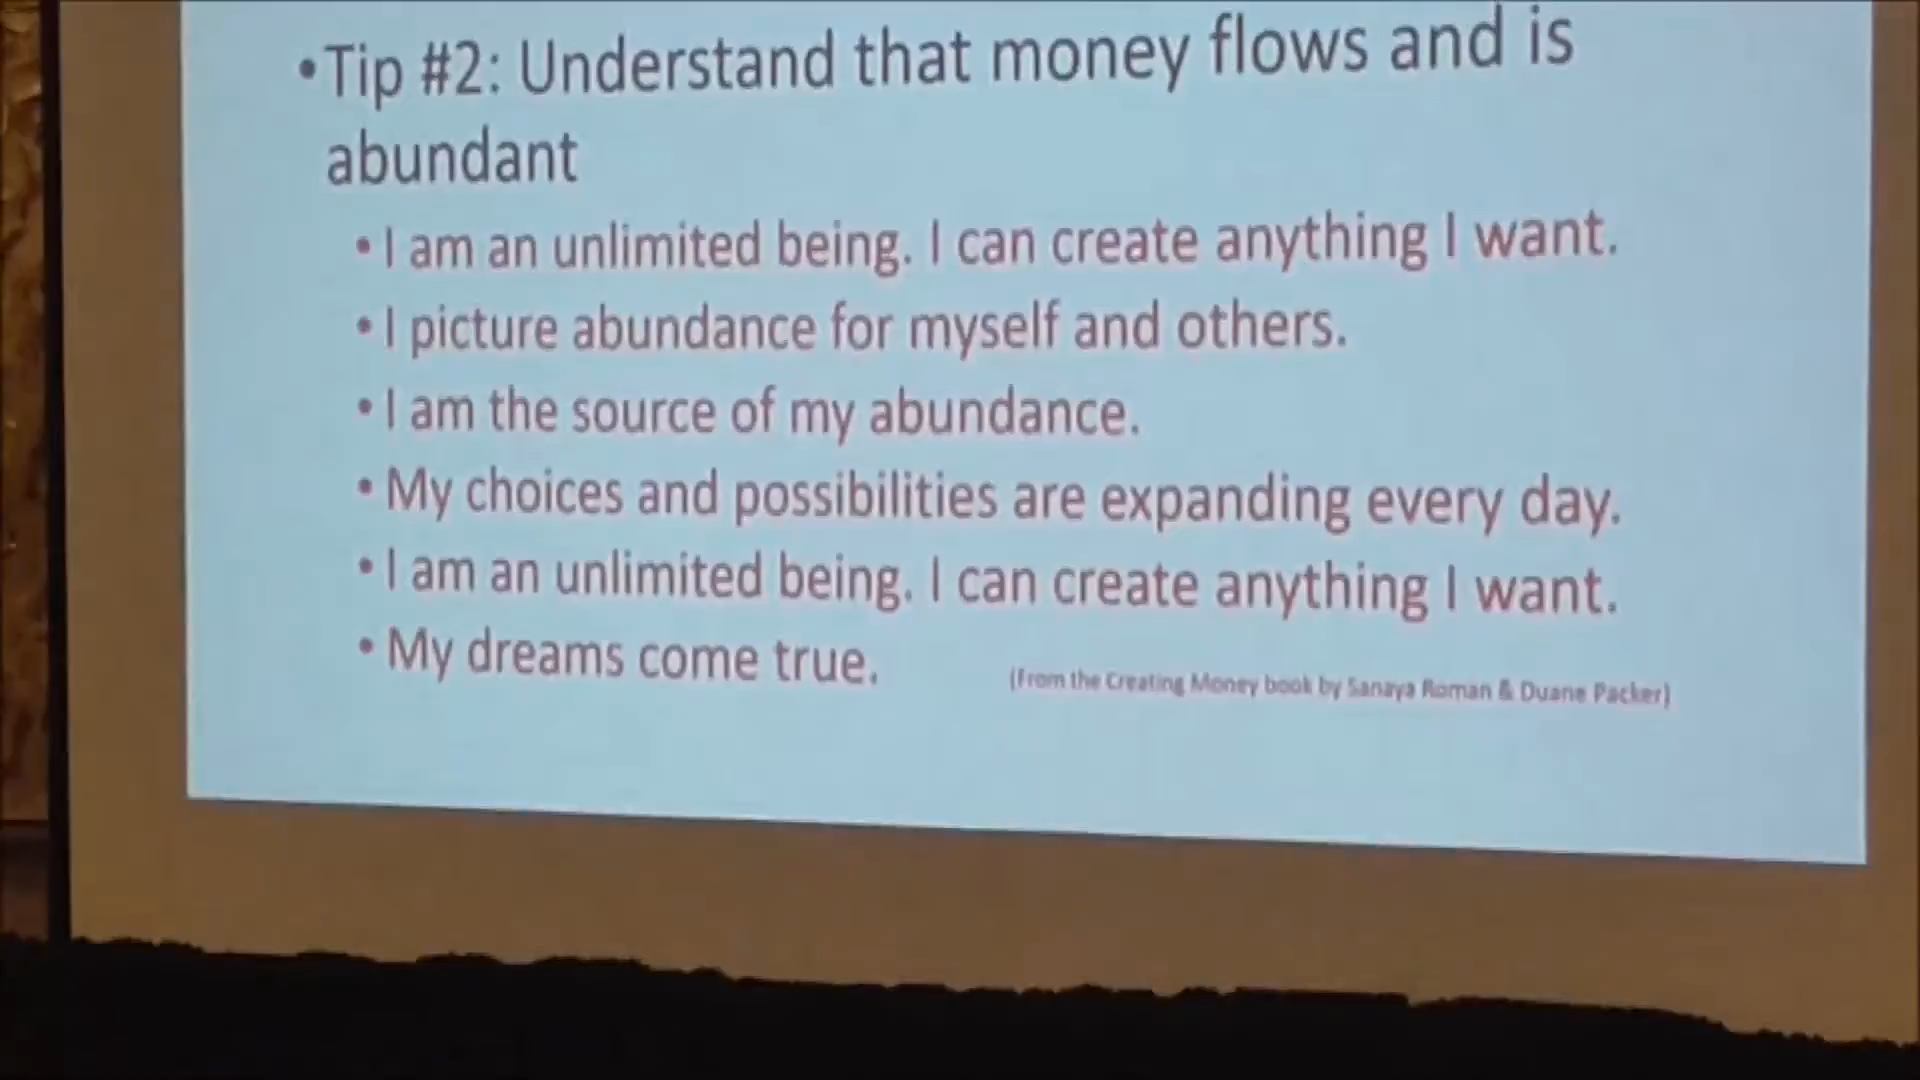 •Tip #2: Understand that money flows and is
abundant
• I am an unlimited being. I can create anything I want.
• I picture abundance for myself and others.
• I am the source of my abundance.
• My choices and possibilities are expanding every day.
• I am an unlimited being. I can create anything I want.
• My dreams come true.
(From the Creating Money book by Sanaya Roman & Duane Packer)